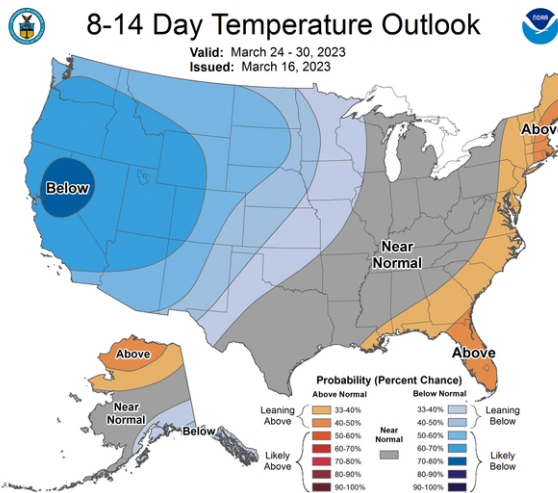 8-14 Day Temperature Outlook
Valid: March 24 - 30, 2023
Issued: March 16, 2023
NOAA
Above
Below
Near
Normal
Above
Above
Near
Normal
Below
Probability (Percent Chance)
Above Normal
Below Normal
Leaning
Above
33-40%
40-50%
Likely
Above
50-60%
60-70%
70-80%
80-90%
90-100%
Near
Normal
33-40%
40-50%
Leaning
Below
50-60%
60-70%
70-80%
80-90%
90-100%
Likely
Below